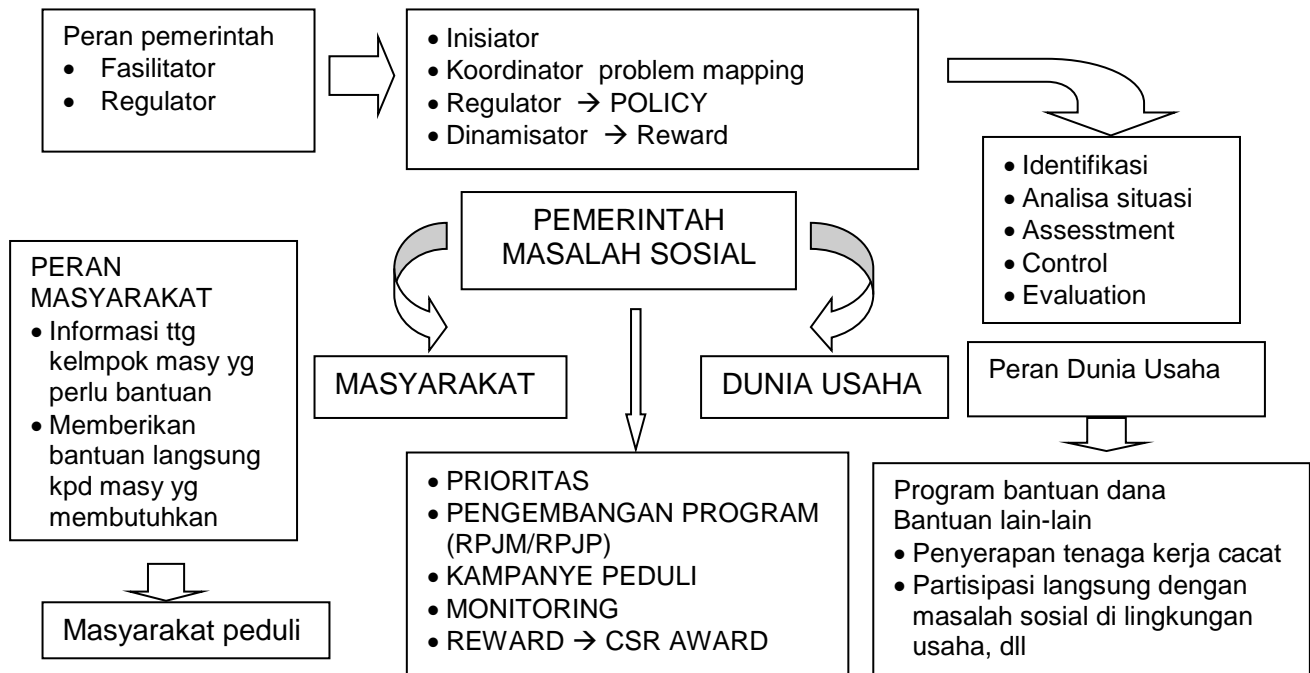 Peran pemerintah
• Fasilitator
• Regulator
• Inisiator
• Koordinator problem mapping
• Regulator → POLICY
• Dinamisator → Reward
• Identifikasi
• Analisa situasi
• Assesstment
• Control
• Evaluation
PEMERINTAH
MASALAH SOSIAL
PERAN
MASYARAKAT
• Informasi ttg
kelmpok masy yg
perlu bantuan
• Memberikan
bantuan langsung
kpd masy yg
membutuhkan
MASYARAKAT
DUNIA USAHA
Peran Dunia Usaha
• PRIORITAS
• PENGEMBANGAN PROGRAM
(RPJM/RPJP)
• KAMPANYE PEDULI
• MONITORING
• REWARD → CSR AWARD
Program bantuan dana
Bantuan lain-lain
• Penyerapan tenaga kerja cacat
• Partisipasi langsung dengan
masalah sosial di lingkungan
usaha, dll
Masyarakat peduli